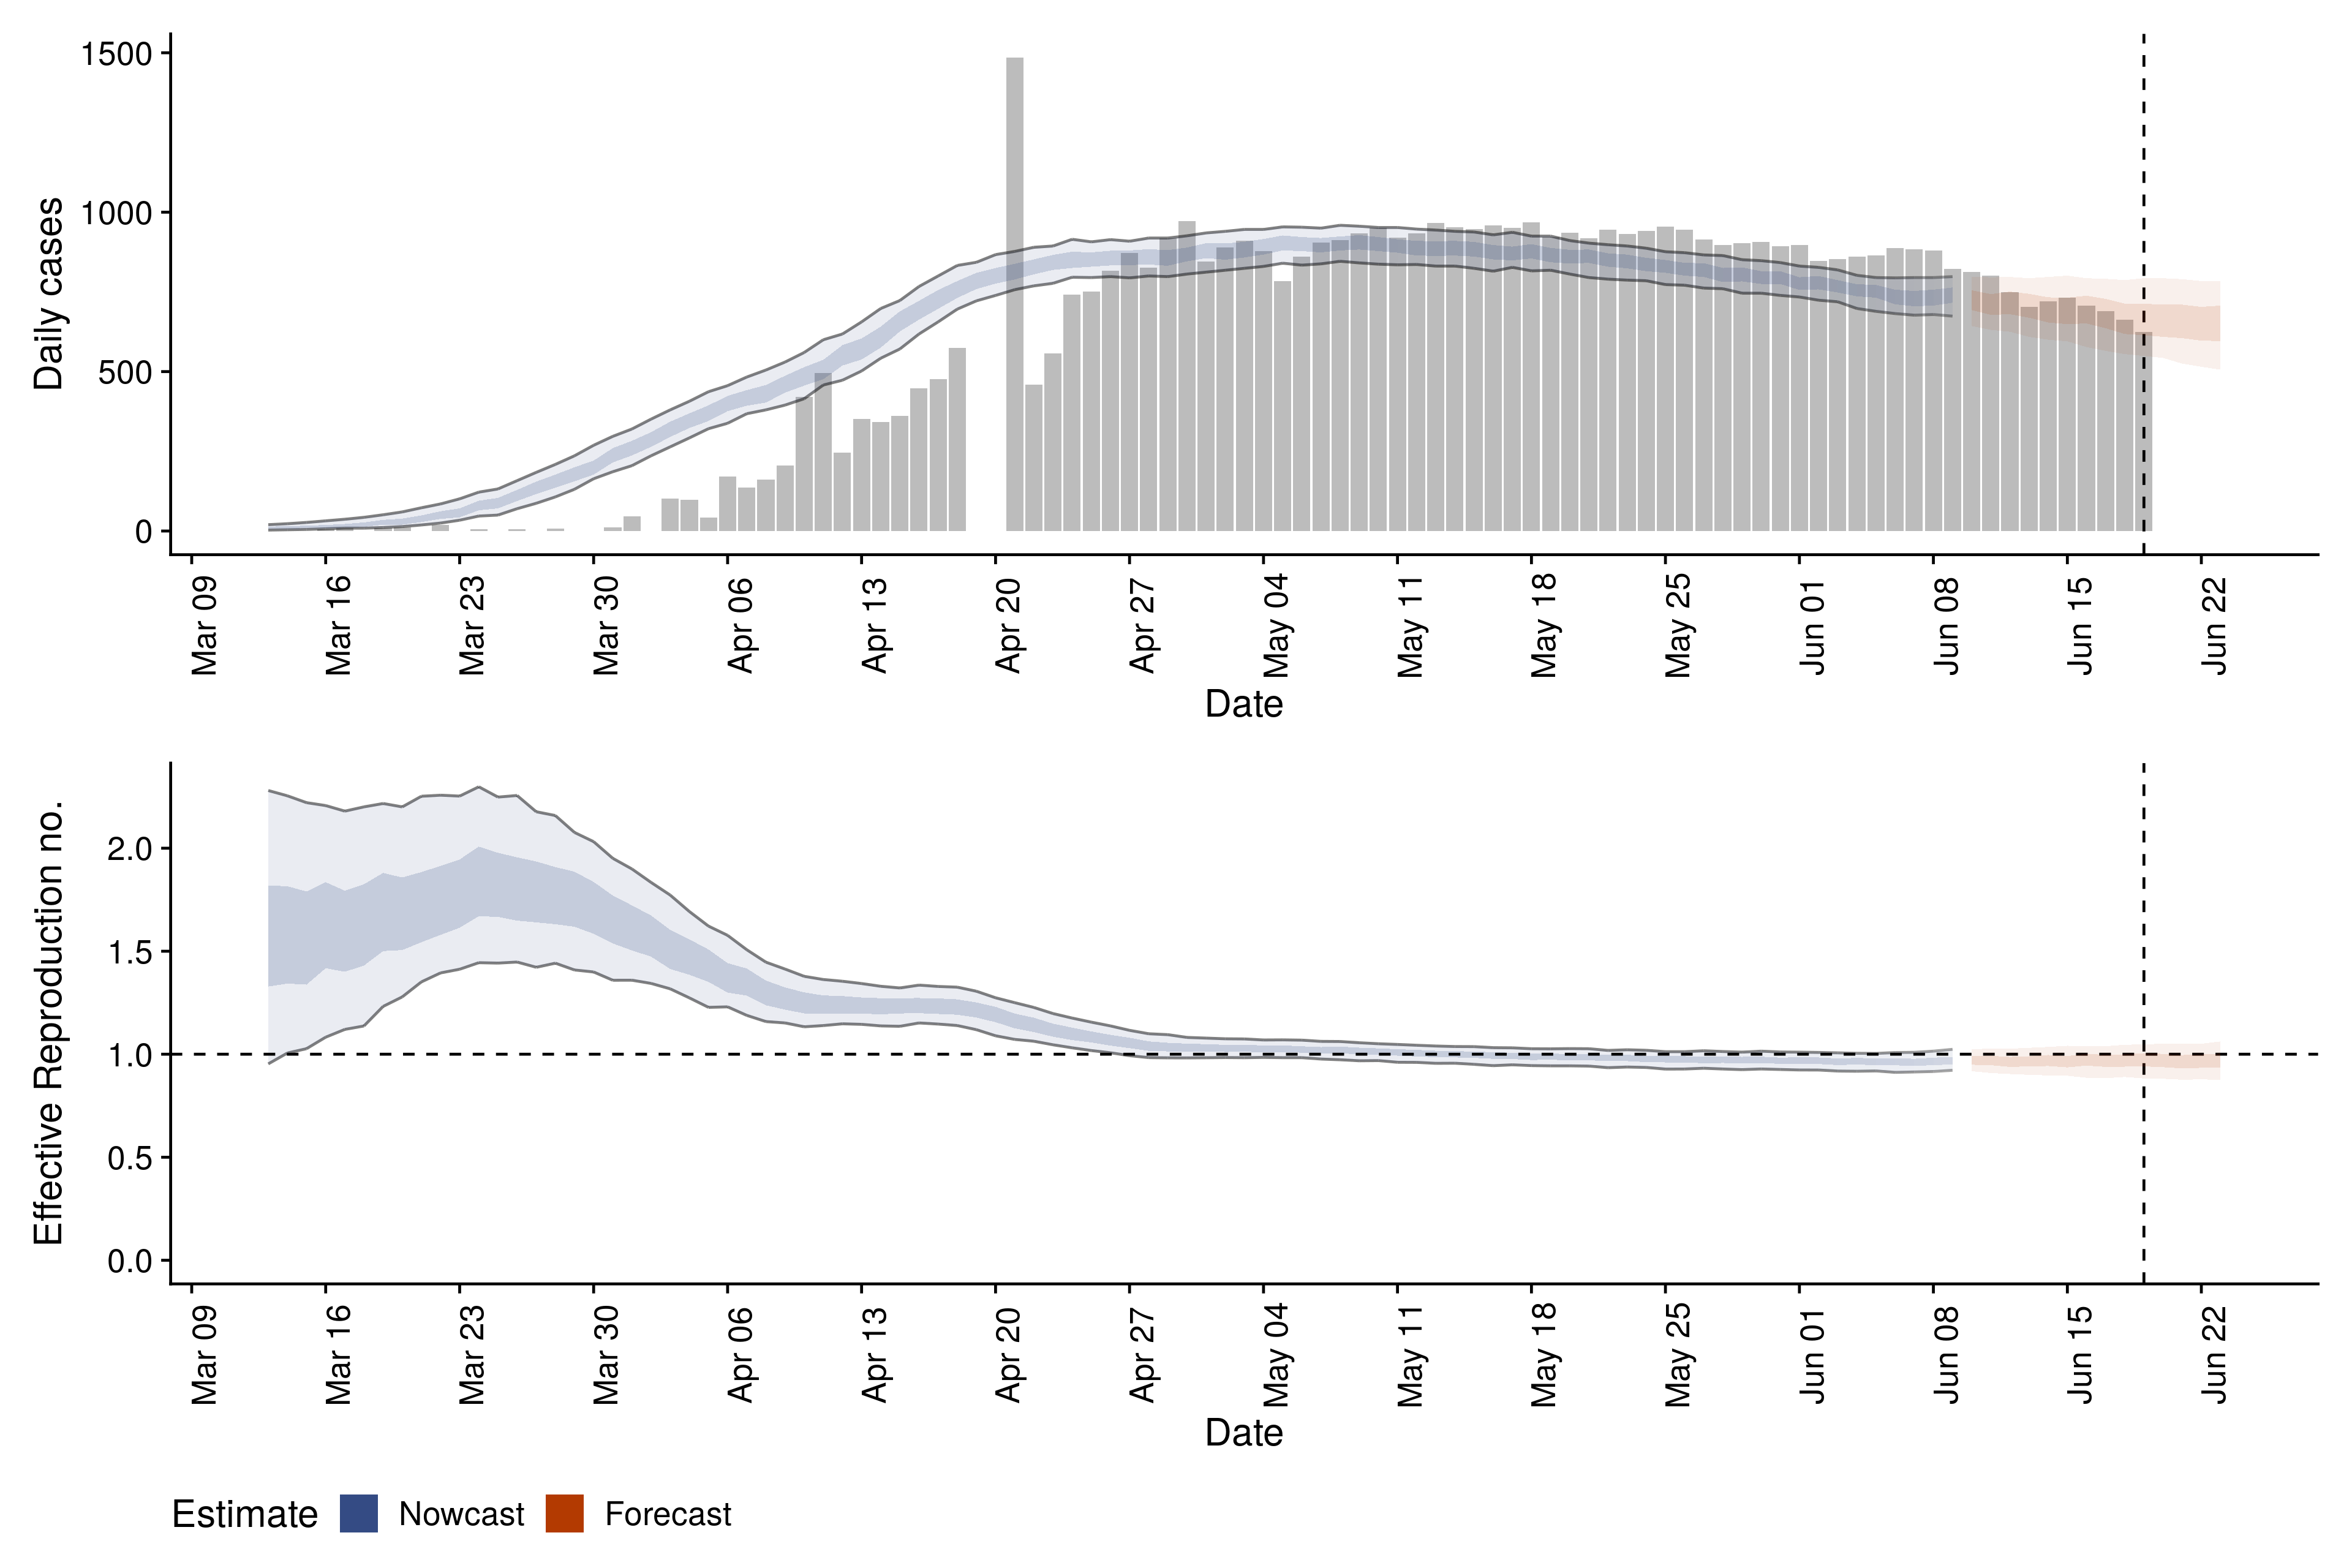 Daily cases
1500
1000
500
0
Mar 09
Mar 16
Mar 23
Mar 30
Apr 06
Apr 13
Apr 20
Apr 27
May 04
May 11
May 18
May 25
Jun 01
Jun 08
Jun 15
Jun 22
Date
Effective Reproduction no.
2.0
1.5
1.0
0.5
0.0
Mar 09
Mar 16
Mar 23
Mar 30
Apr 06
Apr 13
Apr 20
Apr 27
May 04
May 11
May 18
May 25
Jun 01
Jun 08
Jun 15
Jun 22
Date
Estimate Nowcast Forecast